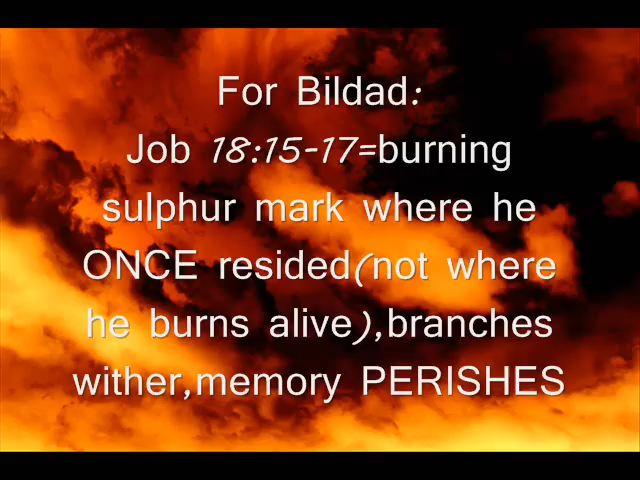 For Bildad:
Job 18:15-17=burning
sulphur mark where he
ONCE resided(not where
he burns alive),branches
wither,memory PERISHES